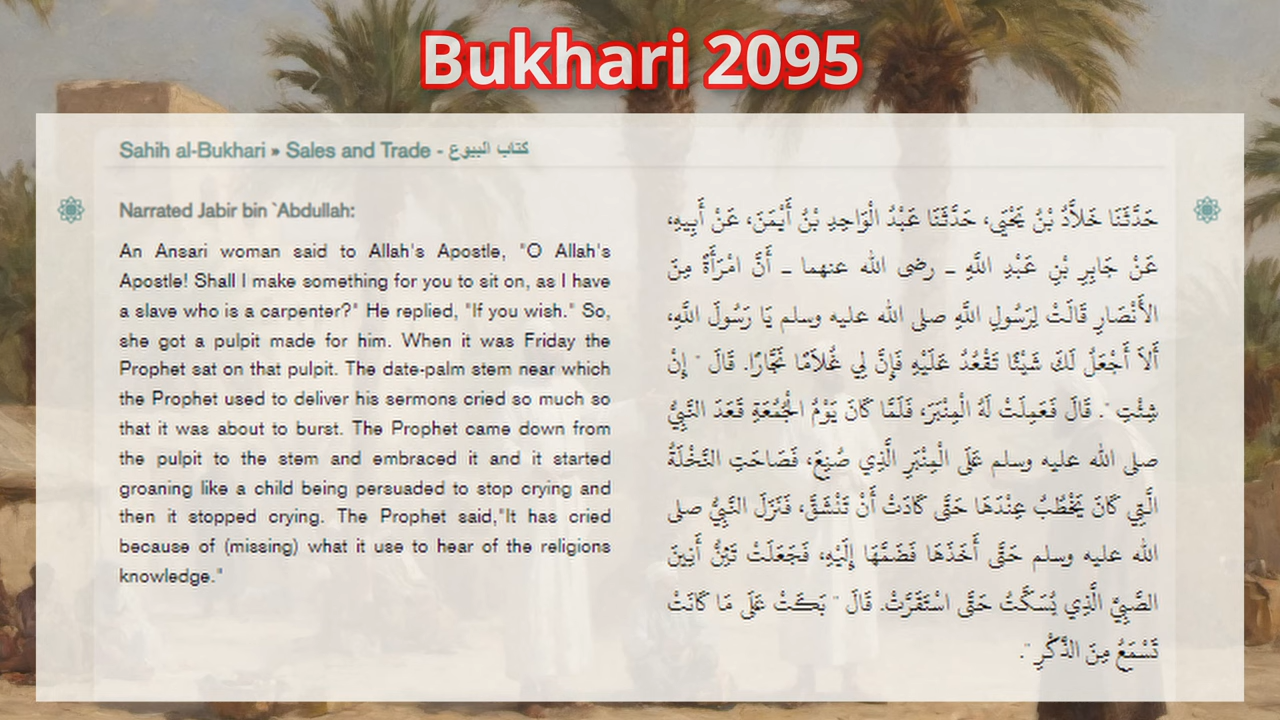 Bukhari 2095
Sahih al-Bukhari » Sales and Trade - كتاب البيوع
Narrated Jabir bin `Abdullah:
An Ansari woman said to Allah's Apostle, "O Allah's
Apostle! Shall I make something for you to sit on, as I have
a slave who is a carpenter?" He replied, "If you wish." So,
she got a pulpit made for him. When it was Friday the
Prophet sat on that pulpit. The date-palm stem near which
the Prophet used to deliver his sermons cried so much so
that it was about to burst. The Prophet came down from
the pulpit to the stem and embraced it and it started
groaning like a child being persuaded to stop crying and
then it stopped crying. The Prophet said,"It has cried
because of (missing) what it use to hear of the religions
knowledge."
حَدَّثَنَا خَلاَّدُ بْنُ يَحْيَى، حَدَّثَنَا عَبْدُ الْوَاحِدِ بْنُ أَيْمَنَ، عَنْ أَبِيهِ،
عَنْ جَابِرِ بْنِ عَبْدِ اللَّهِ ـ رضى الله عنهما ـ أَنَّ امْرَأَةً مِنَ
الأَنْصَارِ قَالَتْ لِرَسُولِ اللَّهِ صلى الله عليه وسلم يَا رَسُولَ اللَّهِ،
أَلاَ أَجْعَلُ لَكَ شَيْئًا تَقْعُدُ عَلَيْهِ فَإِنَّ لِي غُلاَمًا نَجَّارًا. قَالَ " إِنْ
شِئْتِ ". قَالَ فَعَمِلَتْ لَهُ الْمِنْبَرَ، فَلَمَّا كَانَ يَوْمُ الْجُمُعَةِ قَعَدَ النَّبِيُّ
صلى الله عليه وسلم عَلَى الْمِنْبَرِ الَّذِي صُنِعَ، فَصَاحَتِ النَّخْلَةُ
الَّتِي كَانَ يَخْطُبُ عِنْدَهَا حَتَّى كَادَتْ أَنْ تَنْشَقَّ، فَنَزَلَ النَّبِيُّ صلى
الله عليه وسلم حَتَّى أَخَذَهَا فَضَمَّهَا إِلَيْهِ، فَجَعَلَتْ تَئِنُّ أَنِينَ
الصَّبِيِّ الَّذِي يُسَكَّتُ حَتَّى اسْتَقَرَّتْ. قَالَ " بَكَتْ عَلَى مَا كَانَتْ
تَسْمَعُ مِنَ الذِّكْرِ ".